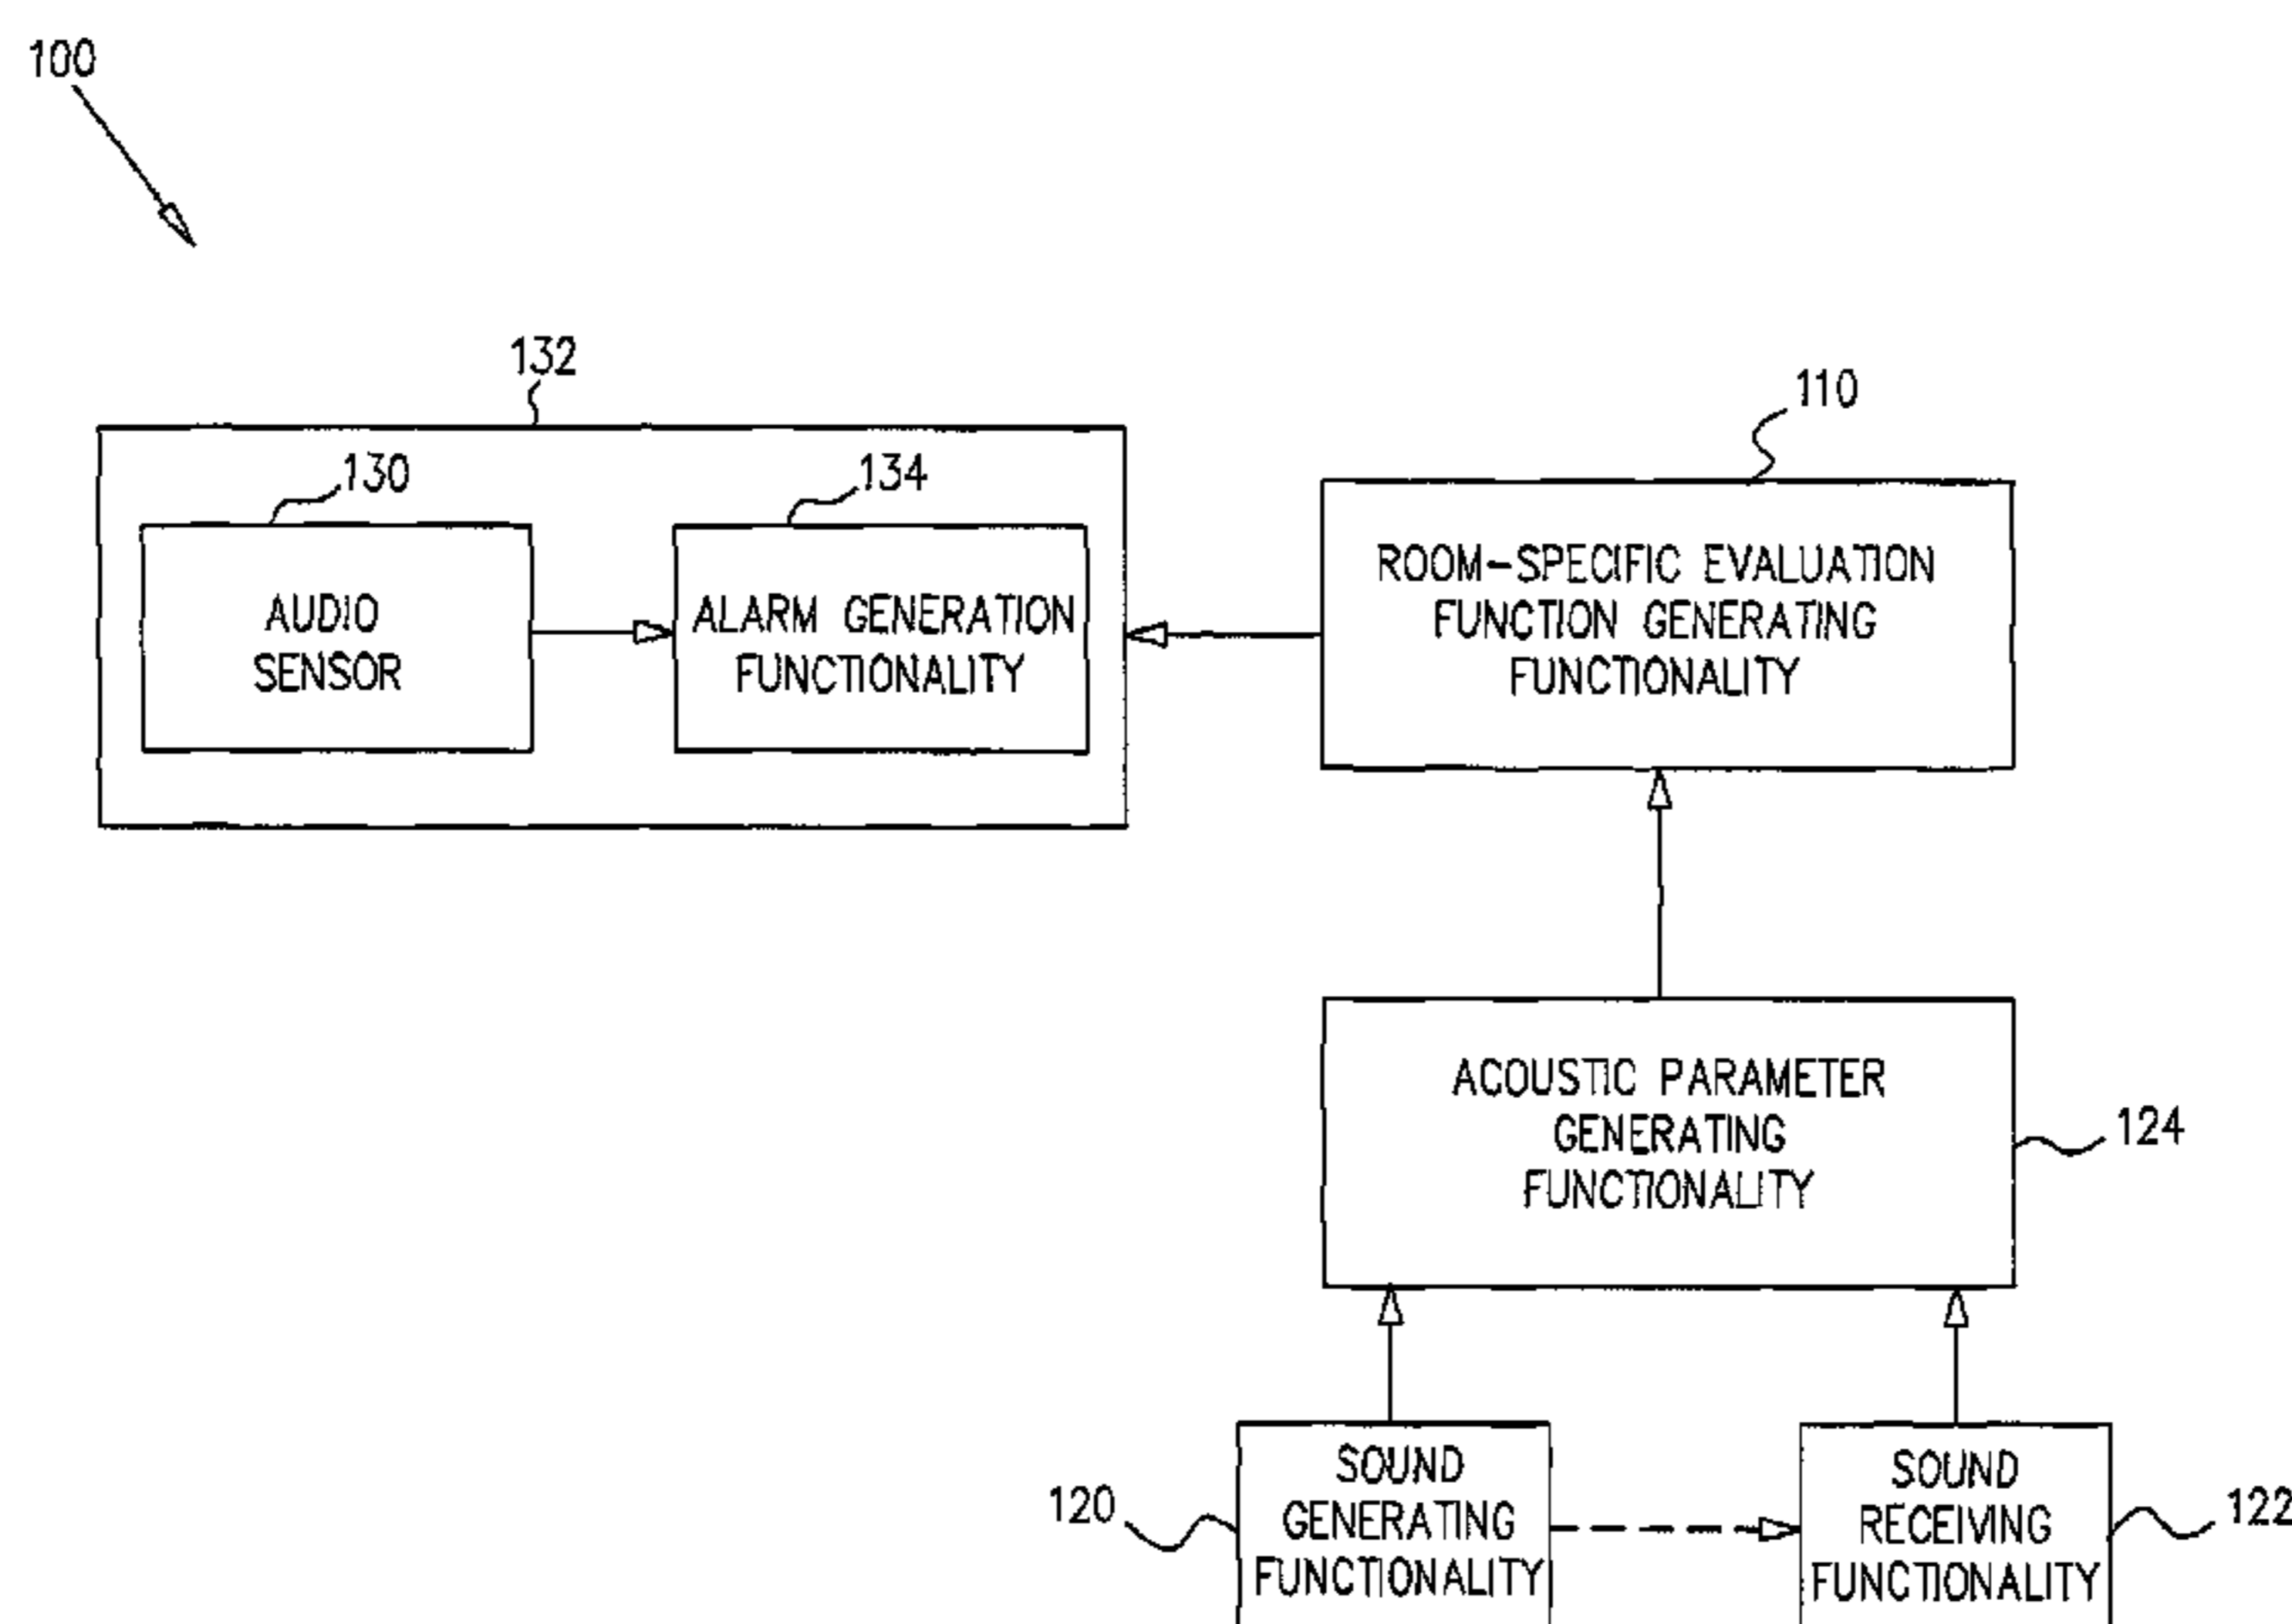 100
132
110
130
134
ROOM-SPECIFIC EVALUATION
FUNCTION GENERATING
FUNCTIONALITY
AUDIO
SENSOR
ALARM GENERATION
FUNCTIONALITY
ACOUSTIC PARAMETER
GENERATING
FUNCTIONALITY
124
SOUND
GENERATING
FUNCTIONALITY
120
SOUND
RECEIVING
FUNCTIONALITY
122